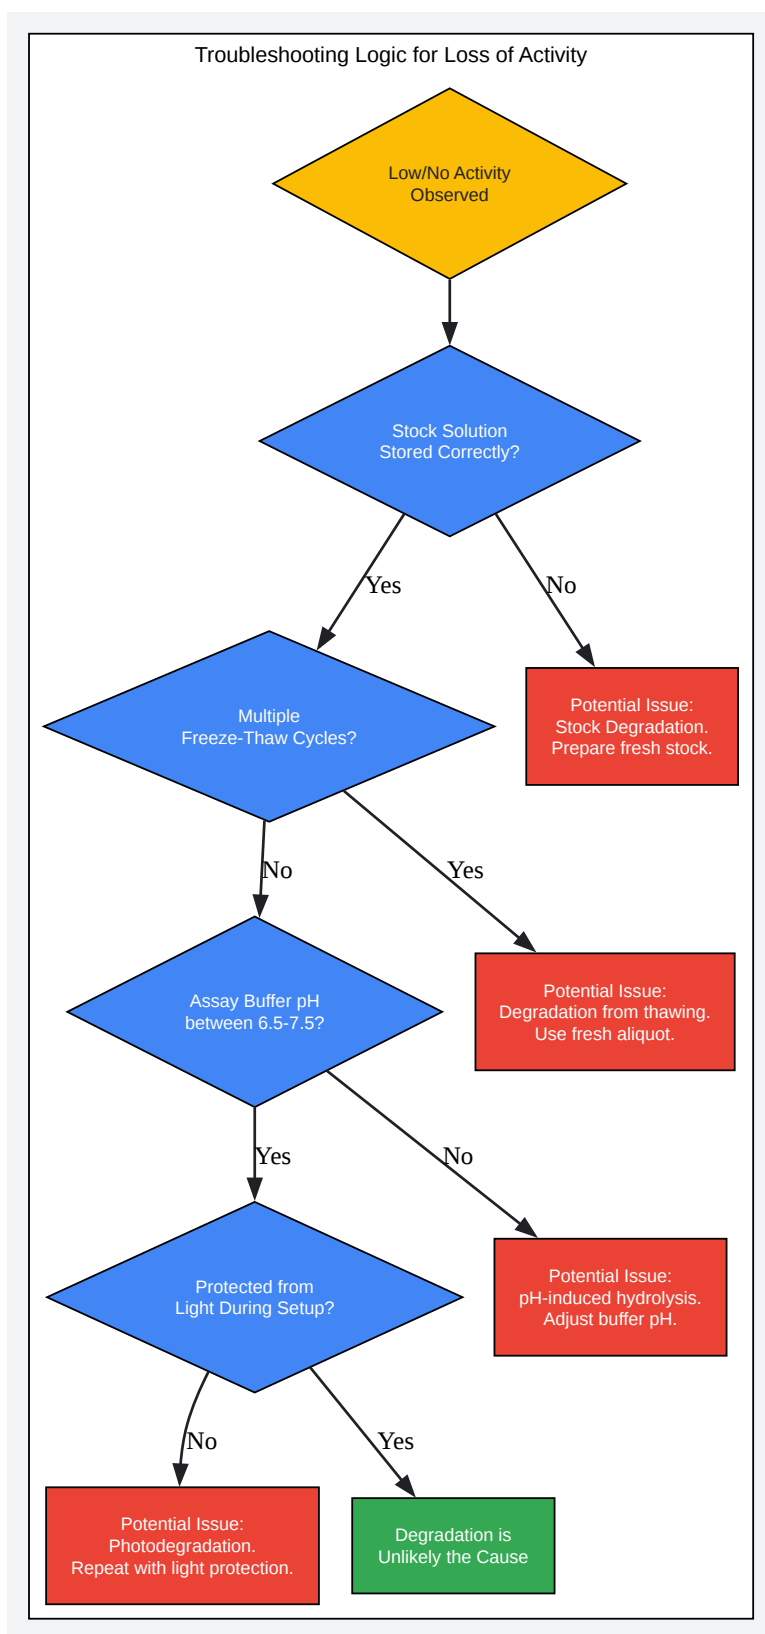 Troubleshooting Logic for Loss of Activity
Low/No Activity
Observed
Stock Solution
Stored Correctly?
Yes
No
Multiple
Freeze-Thaw Cycles?
Potential Issue:
Stock Degradation.
Prepare fresh stock.
No
Yes
Assay Buffer pH
between 6.5-7.5?
Potential Issue:
Degradation from thawing.
Use fresh aliquot.
Yes
No
Protected from
Light During Setup?
Potential Issue:
pH-induced hydrolysis.
Adjust buffer pH.
No
Yes
Potential Issue:
Photodegradation.
Repeat with light protection.
Degradation is
Unlikely the Cause